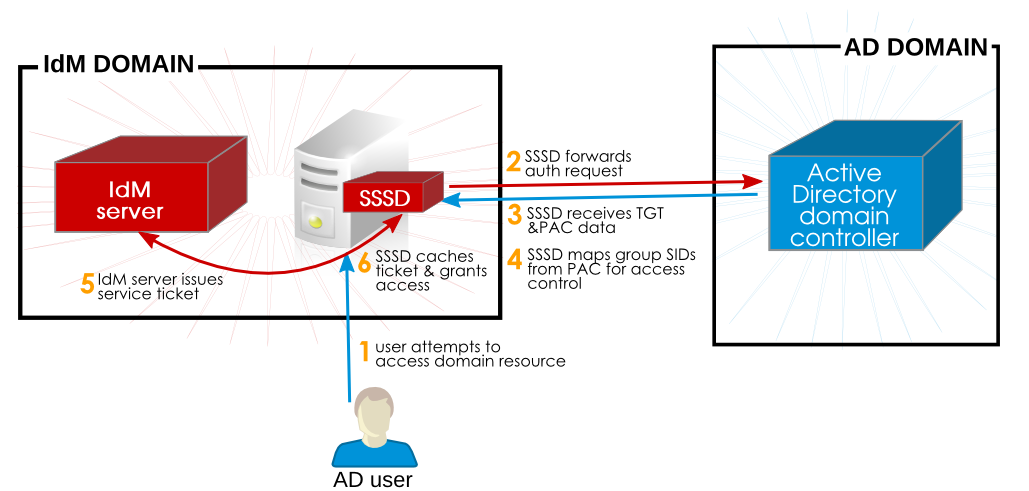 IdM DOMAIN
AD DOMAIN
IdM
server
SSSD
2 SSSD forwards
auth request
3 SSSD receives TGT
&PAC data
4 SSSD maps group SIDs
from PAC for access
control
Active
Directory
domain
controller
5 IdM server issues
service ticket
6 SSSD caches
ticket & grants
access
1 user attempts to
access domain resource
AD user